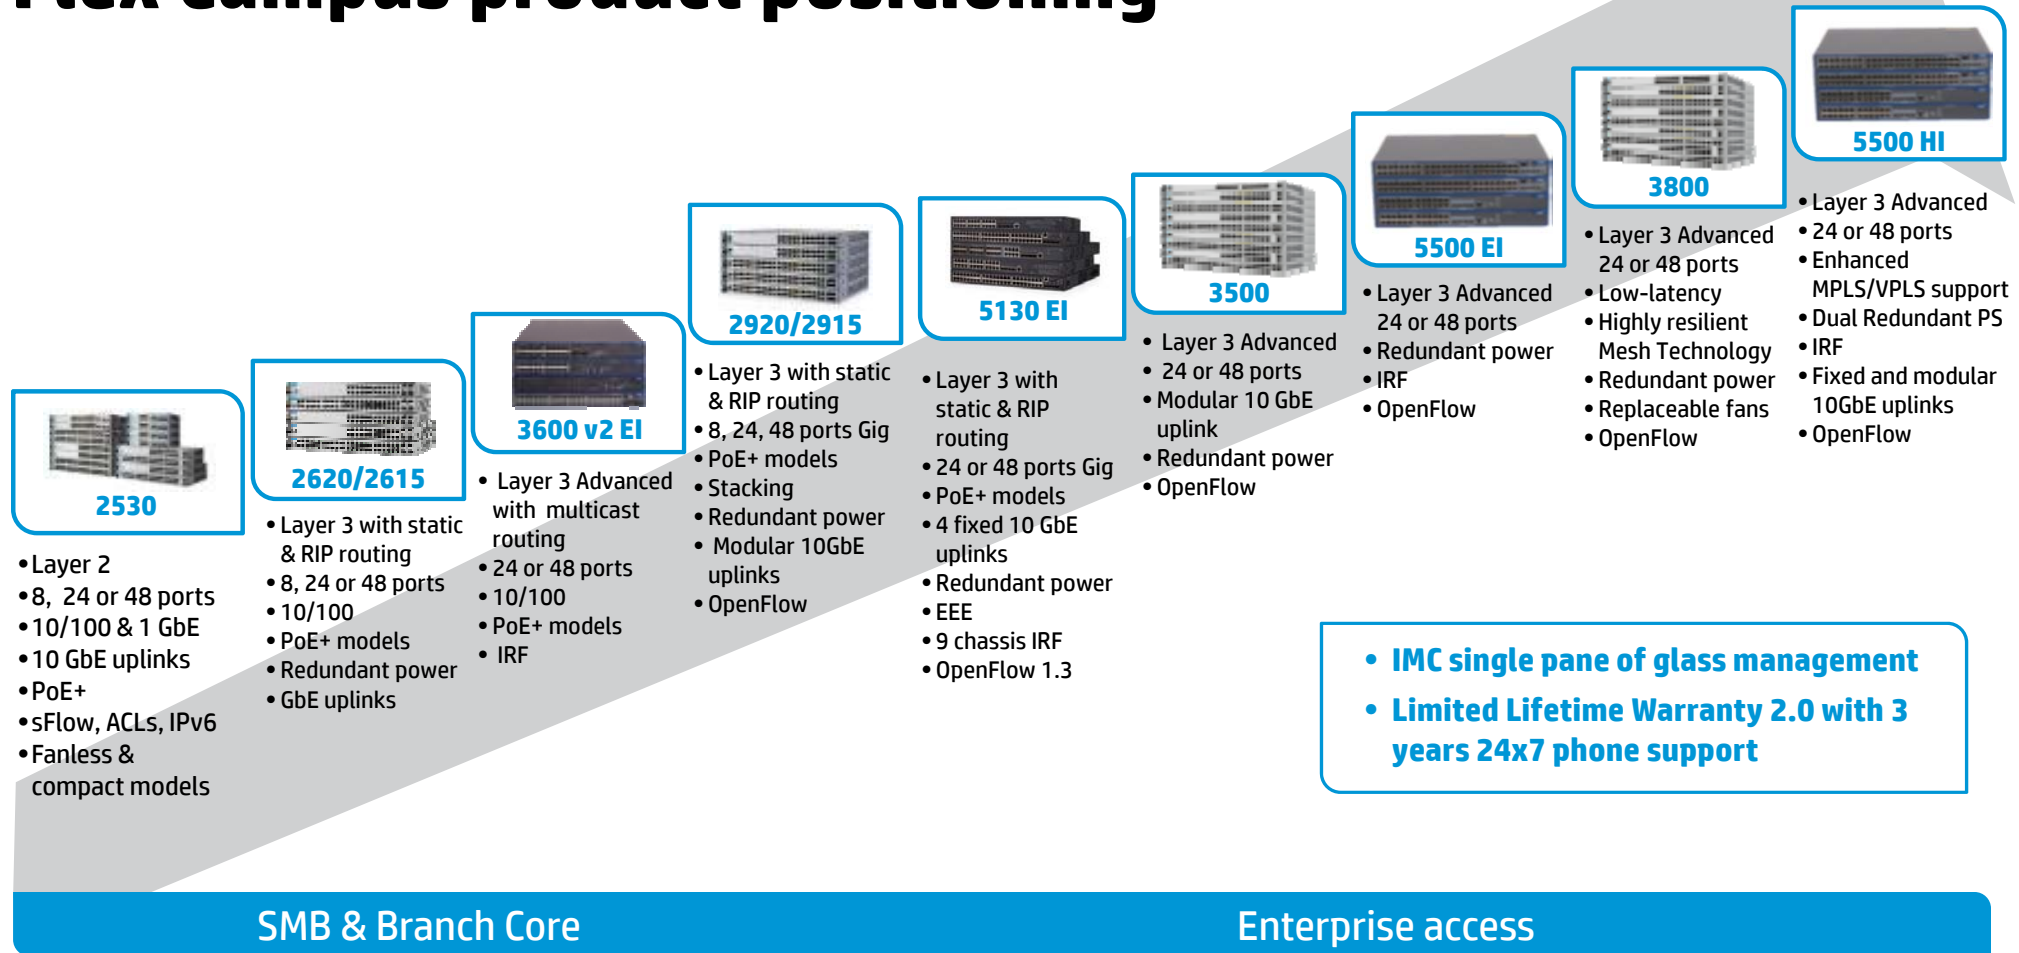 Flex Campus product positioning
2530
•Layer 2
•8, 24 or 48 ports
•10/100 & 1 GbE
•10 GbE uplinks
•PoE+
•sFlow, ACLs, IPv6
•Fanless &
compact models
2620/2615
•Layer 3 with static
& RIP routing
•8, 24 or 48 ports
•10/100
•PoE+ models
•Redundant power
•GbE uplinks
3600 v2 EI
• Layer 3 Advanced
with multicast
routing
•24 or 48 ports
•10/100
•PoE+ models
• IRF
2920/2915
•Layer 3 with static
& RIP routing
•8, 24, 48 ports Gig
•PoE+ models
•Stacking
•Redundant power
• Modular 10GbE
uplinks
•OpenFlow
5130 EI
•Layer 3 with
static & RIP
routing
•24 or 48 ports Gig
•PoE+ models
•4 fixed 10 GbE
uplinks
•Redundant power
•EEE
•9 chassis IRF
•OpenFlow 1.3
3500
• Layer 3 Advanced
• 24 or 48 ports
•Modular 10 GbE
uplink
•Redundant power
•OpenFlow
5500 EI
•Layer 3 Advanced
24 or 48 ports
•Redundant power
•IRF
•OpenFlow
3800
•Layer 3 Advanced
24 or 48 ports
•Low-latency
•Highly resilient
Mesh Technology
•Redundant power
•Replaceable fans
•OpenFlow
5500 HI
•Layer 3 Advanced
•24 or 48 ports
•Enhanced
MPLS/VPLS support
•Dual Redundant PS
•IRF
•Fixed and modular
10GbE uplinks
•OpenFlow
• IMC single pane of glass management
• Limited Lifetime Warranty 2.0 with 3
years 24x7 phone support
SMB & Branch Core
Enterprise access